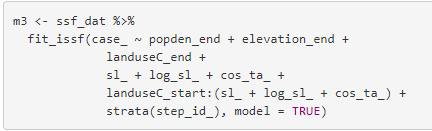 m3 <- ssf_dat %>%
  fit_issf(case_ ~ popden_end + elevation_end +
             landuseC_end +
             sl_ + log_sl_ + cos_ta_ +
             landuseC_start:(sl_ + log_sl_ + cos_ta_) +
             strata(step_id_), model = TRUE)